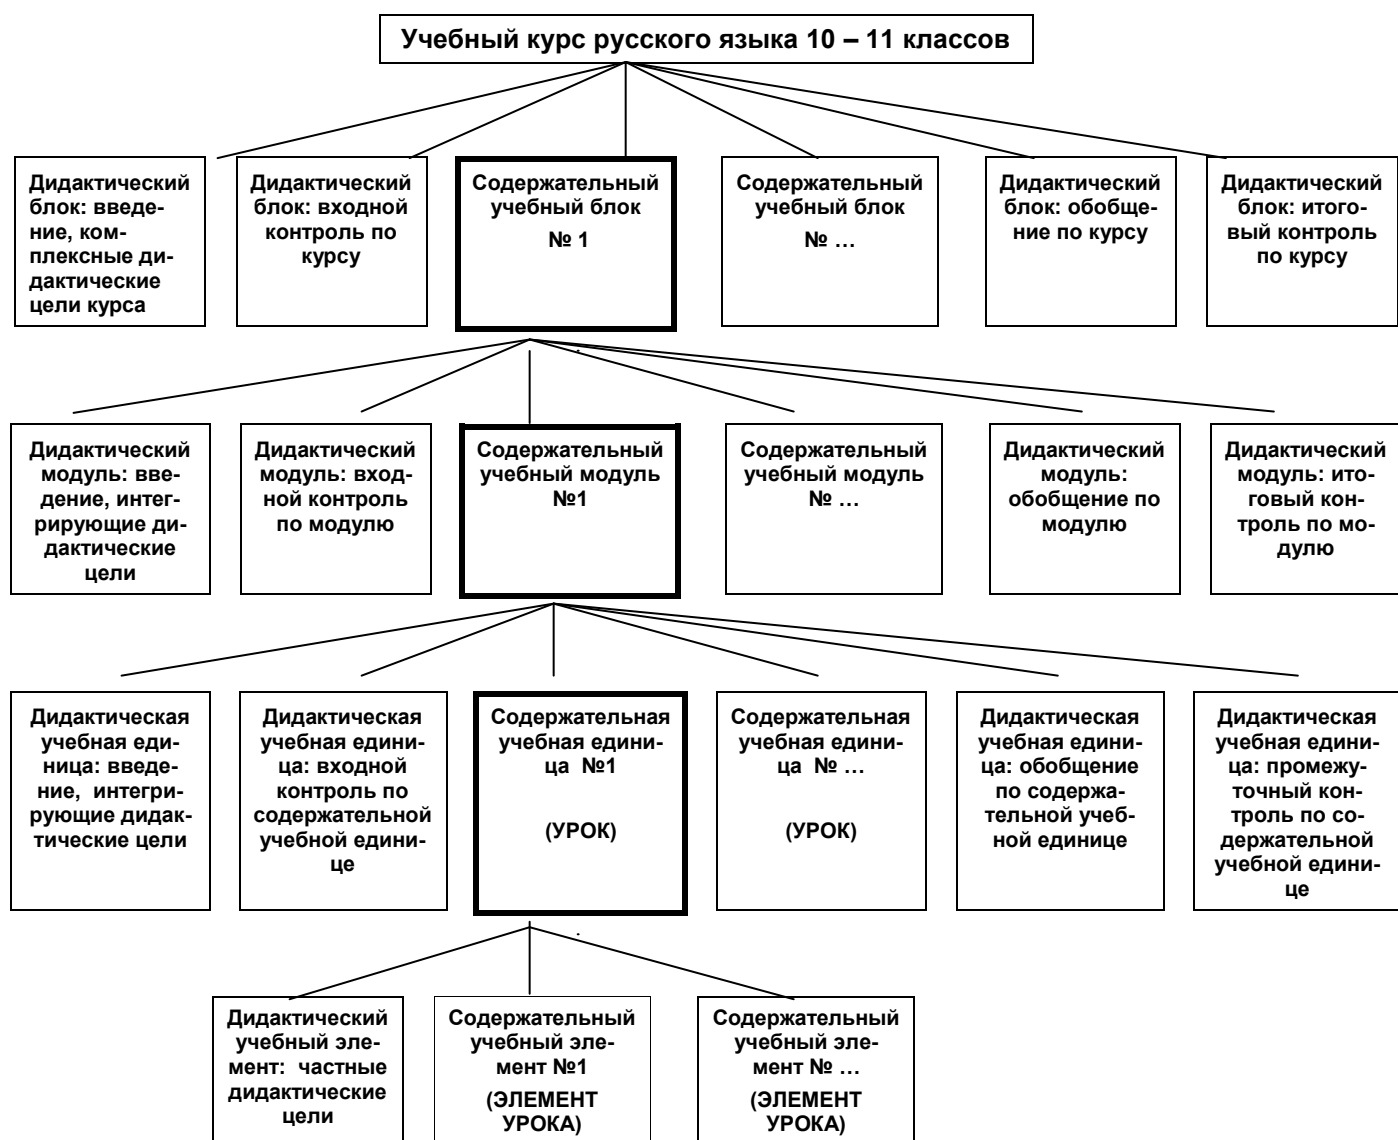 Учебный курс русского языка 10 – 11 классов
Дидактический
блок: введе-
ние, ком-
плексные ди-
дактические
цели курса
Дидактический
блок: входной
контроль по
курсу
Содержательный
учебный блок
№ 1
Содержательный
учебный блок
№ …
Дидактический
блок: обобще-
ние по курсу
Дидактический
блок: итого-
вый контроль
по курсу
Дидактический
модуль: вве-
дение, интег-
рирующие ди-
дактические
цели
Дидактический
модуль: вход-
ной контроль
по модулю
Содержательный
учебный модуль
№1
Содержательный
учебный модуль
№ …
Дидактический
модуль:
обобщение по
модулю
Дидактический
модуль: ито-
говый кон-
троль по мо-
дулю
Дидактическая
учебная еди-
ница: введе-
ние, интегри-
рующие дидак-
тические цели
Дидактическая
учебная едини-
ца: входной
контроль по
содержательной
учебной едини-
це
Содержательная
учебная едини-
ца №1
(УРОК)
Содержательная
учебная едини-
ца № …
(УРОК)
Дидактическая
учебная едини-
ца: обобщение
по содержа-
тельной учеб-
ной единице
Дидактическая
учебная едини-
ца: промежу-
точный кон-
троль по со-
держательной
учебной едини-
це
Дидактический
учебный эле-
мент: частные
дидактические
цели
Содержательный
учебный эле-
мент №1
(ЭЛЕМЕНТ
УРОКА)
Содержательный
учебный эле-
мент № …
(ЭЛЕМЕНТ
УРОКА)